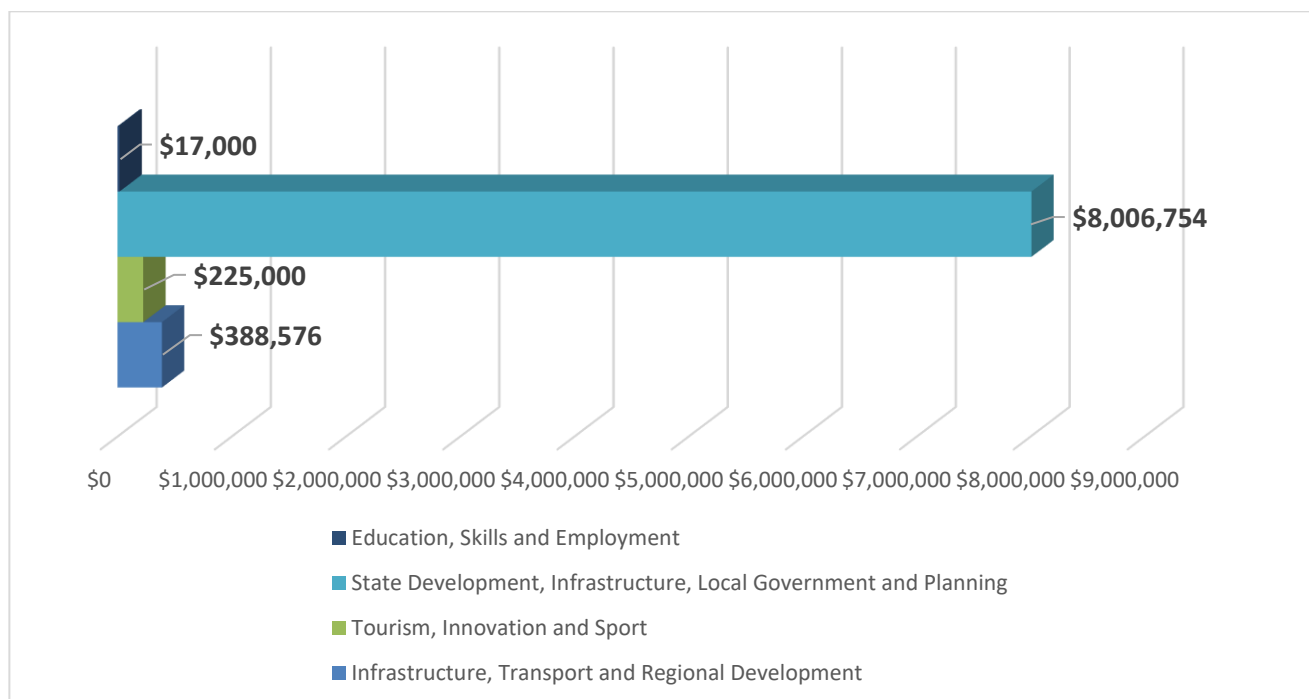 $17,000
$8,006,754
$225,000
$388,576
$0 $1,000,000 $2,000,000 $3,000,000 $4,000,000 $5,000,000 $6,000,000 $7,000,000 $8,000,000 $9,000,000
Education, Skills and Employment
State Development, Infrastructure, Local Government and Planning
Tourism, Innovation and Sport
Infrastructure, Transport and Regional Development